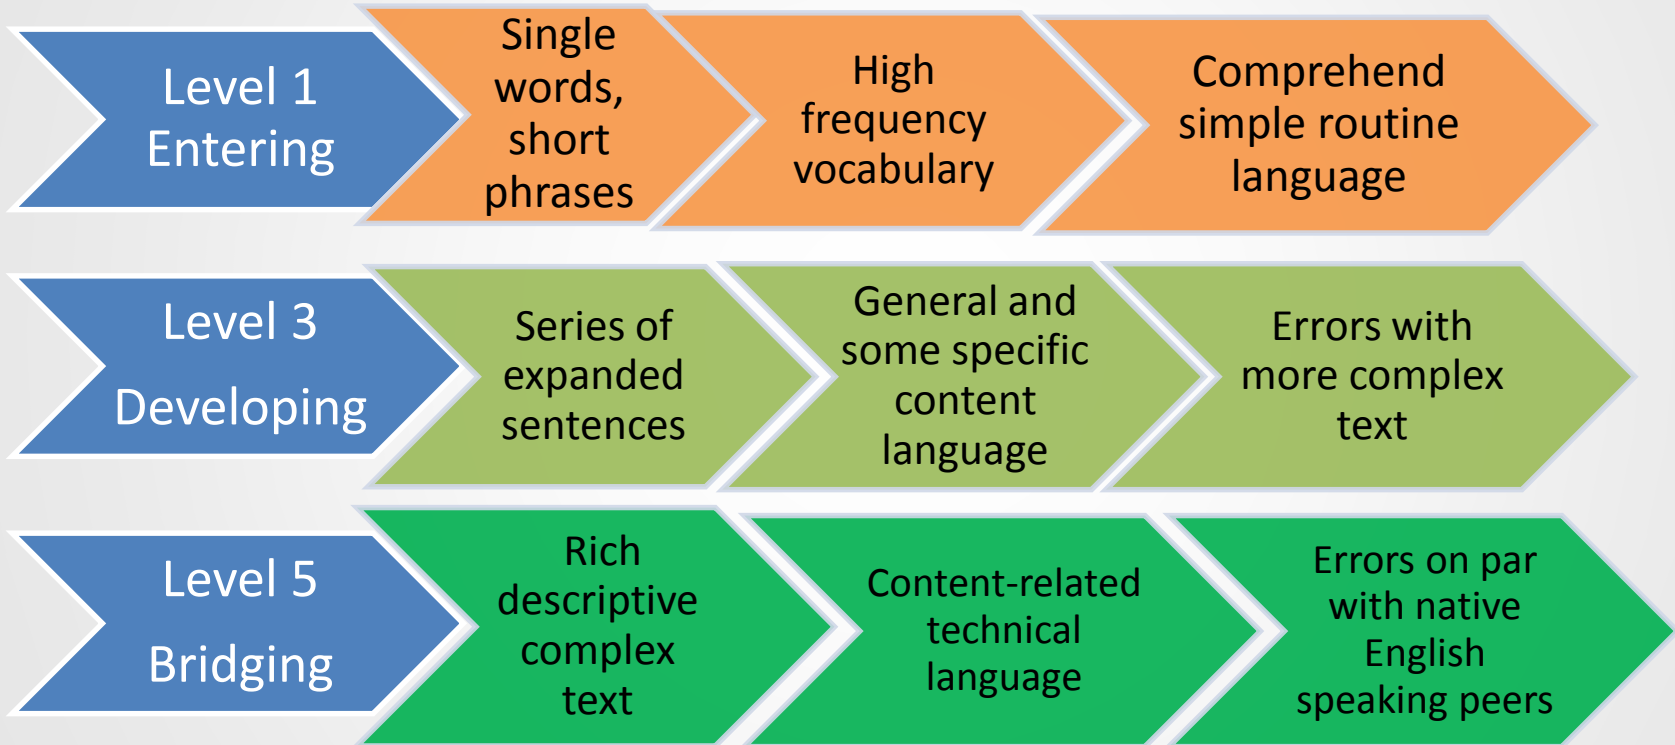 Level 1
Entering
Single
words,
short
phrases
High
frequency
vocabulary
Comprehend
simple routine
language
Level 3
Developing
Series of
expanded
sentences
General and
some specific
content
language
Errors with
more complex
text
Level 5
Bridging
Rich
descriptive
complex
text
Content-related
technical
language
Errors on par
with native
English
speaking peers